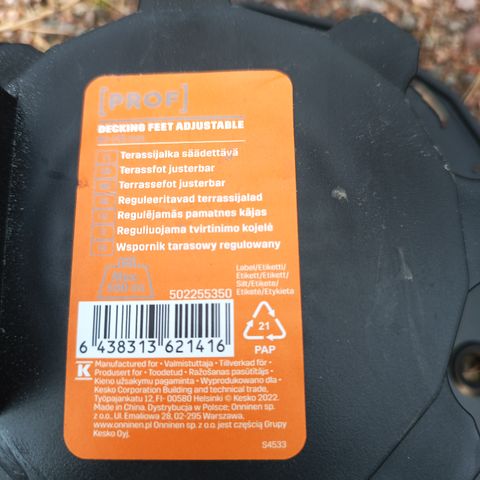 [PROF]
DECKING FEET ADJUSTABLE
Terassijalka säädettävä
Terassfot justerbar
Terrassefot justerbar
Reguleeritavad terrassijalad
Regulējamās pamatnes kājas
Reguliuojama tvirtinimo kojelė
Wspornik tarasowy regulowany
502255350
Label/Etiketti/
Etikett/Etikett/
Silt/Etiķete/
Etiketė/Etykieta
6 438313 621416
21
PAP
K
Manufactured for • Valmistuttaja • Tillverkad för •
Produsert for • Toodetud • Ražošanas pasūtītājs •
Kieno užsakymu pagaminta • Wyprodukowano dla •
Kesko Corporation Building and technical trade,
Työpajankatu 12, FI- 00580 Helsinki © Kesko 2022.
Made in China. Dystrybucja w Polsce; Onninen sp.
z o.o., Ul. Emaliowa 28, 02-295 Warszawa,
www.onninen.pl Onninen sp.z o.o. jest częścią Grupy
Kesko Oyj.
S4533